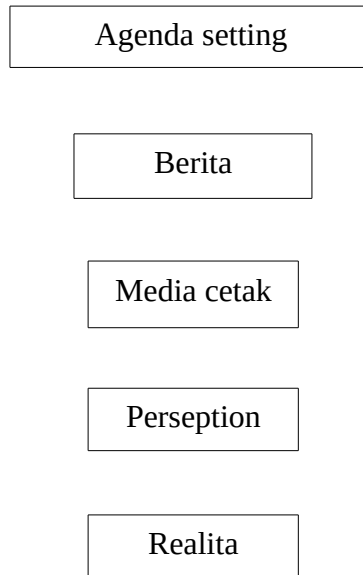 Agenda setting
Berita
Media cetak
Perseption
Realita